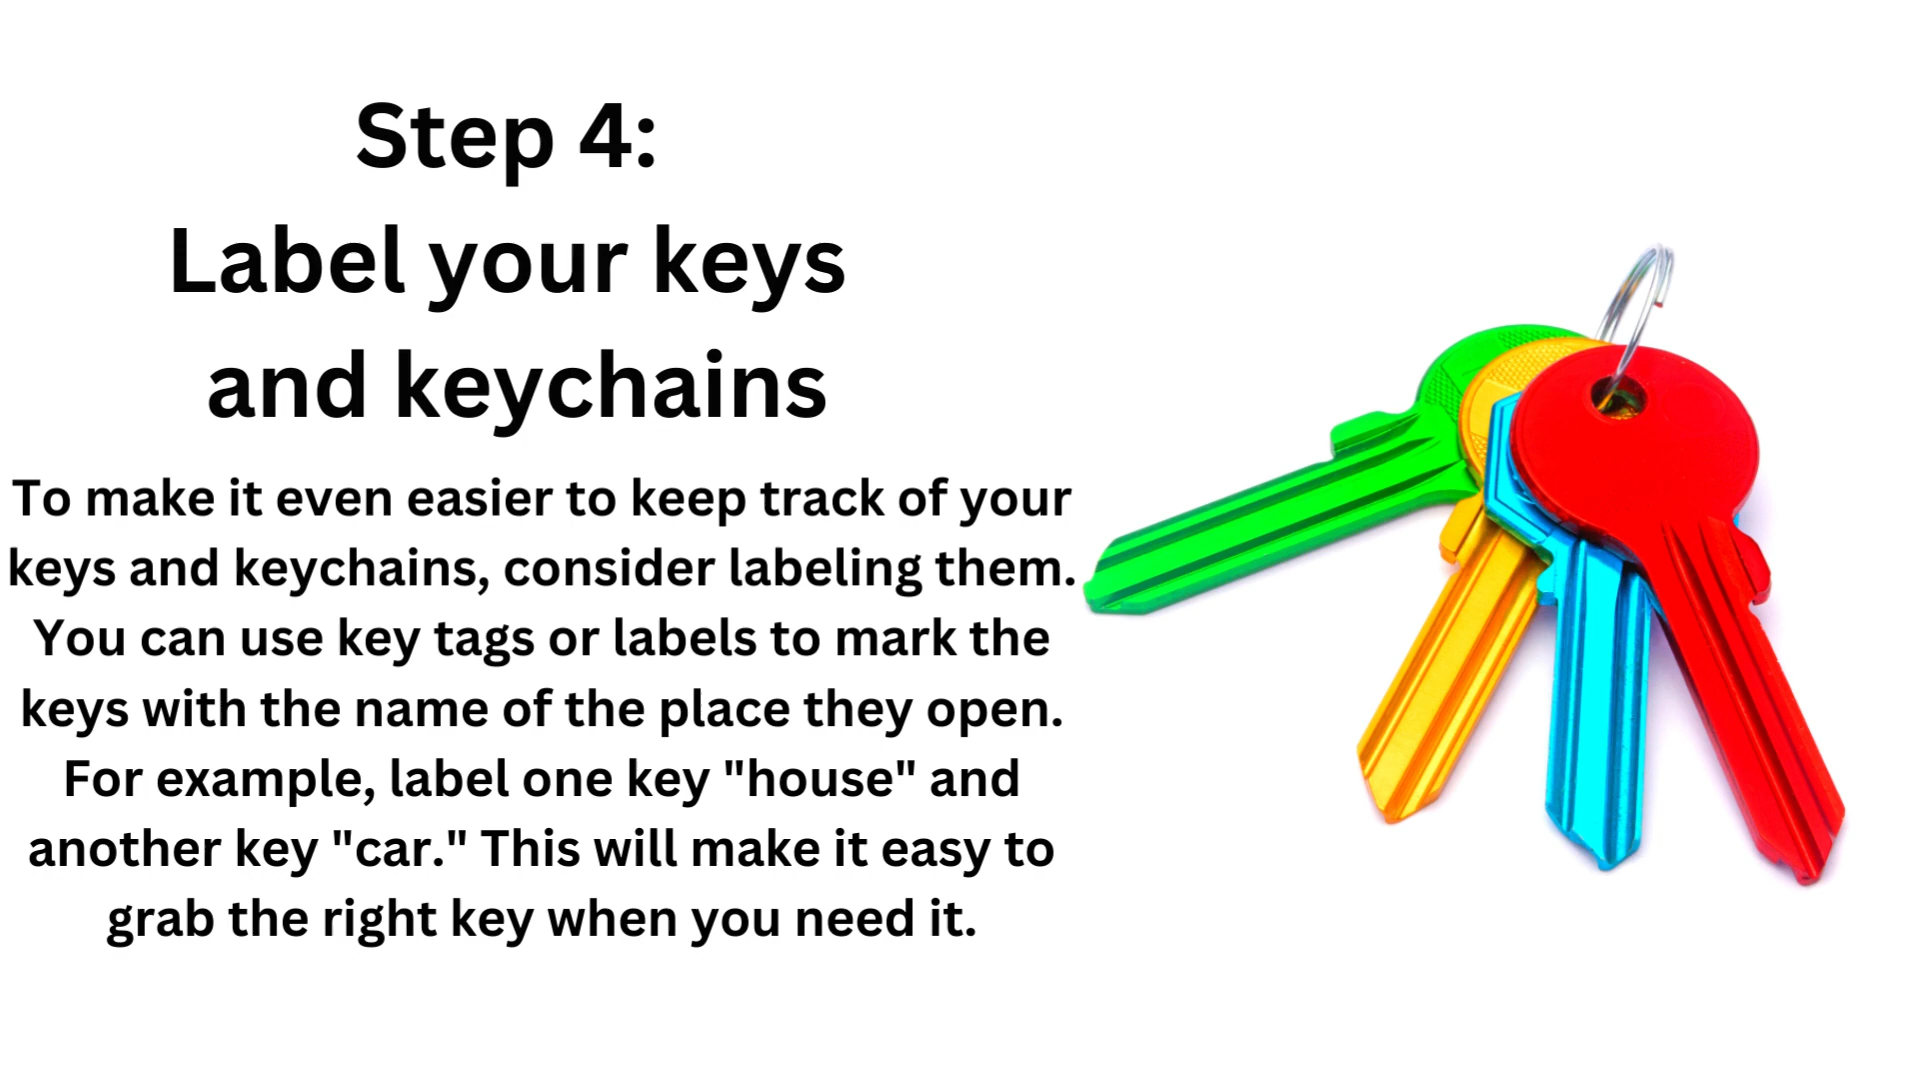 Step 4:
Label your keys
and keychains
To make it even easier to keep track of your
keys and keychains, consider labeling them.
You can use key tags or labels to mark the
keys with the name of the place they open.
For example, label one key "house" and
another key "car." This will make it easy to
grab the right key when you need it.